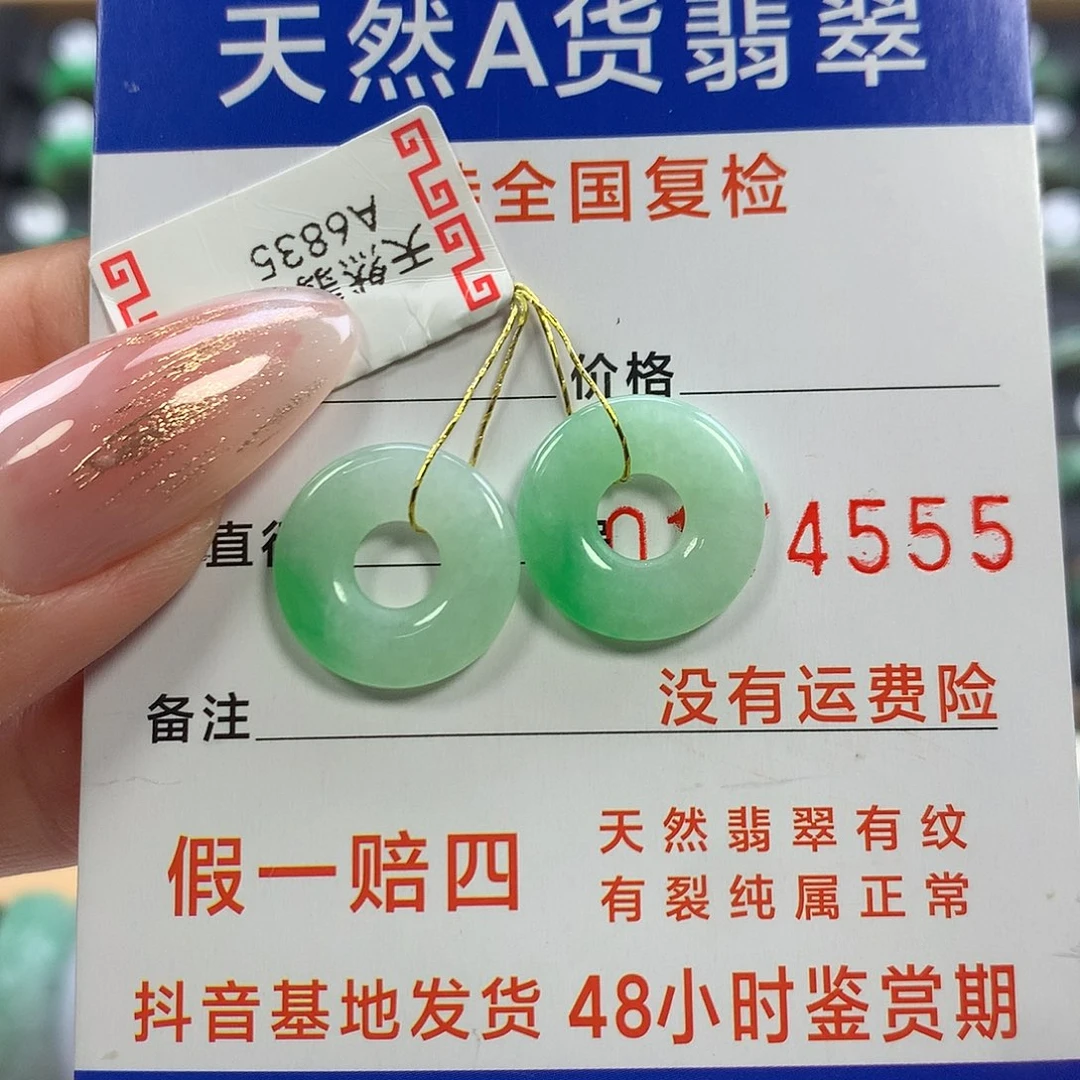 天然A货翡翠
全国复检
天然
A6835
价格
直径
4555
备注
没有运费险
假一赔四
天然翡翠有纹
有裂纯属正常
抖音基地发货 48小时鉴赏期